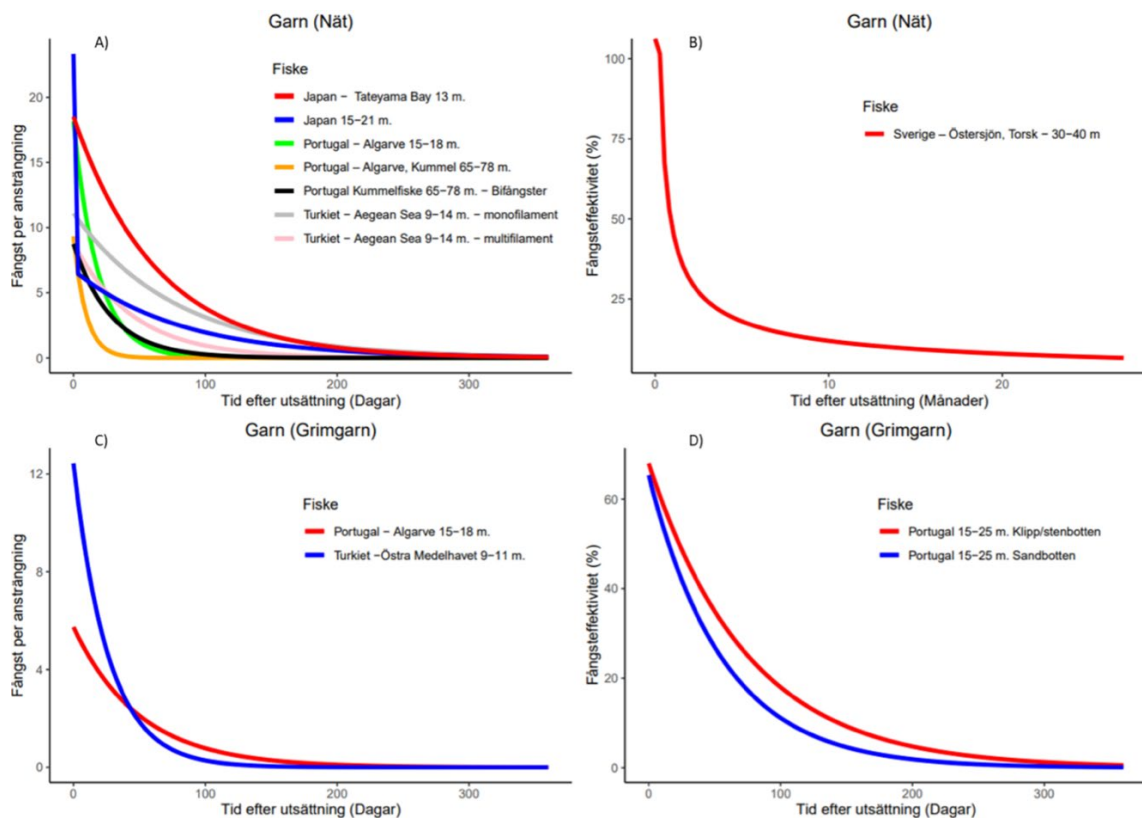 Garn (Nät)
A)
Fiske
Japan – Tateyama Bay 13 m.
Japan 15–21 m.
Portugal – Algarve 15–18 m.
Portugal – Algarve, Kummel 65–78 m.
Portugal Kummelfiske 65–78 m. – Bifångster
Turkiet – Aegean Sea 9–14 m. – monofilament
Turkiet – Aegean Sea 9–14 m. – multifilament
Fångst per ansträngning
20
15
10
5
0
0 100 200 300
Tid efter utsättning (Dagar)
Garn (Nät)
B)
Fiske
Sverige – Östersjön, Torsk – 30–40 m
Fångsteffektivitet (%)
100
75
50
25
0 10 20
Tid efter utsättning (Månader)
Garn (Grimgarn)
C)
Fiske
Portugal – Algarve 15–18 m.
Turkiet –Östra Medelhavet 9–11 m.
Fångst per ansträngning
12
8
4
0
0 100 200 300
Tid efter utsättning (Dagar)
Garn (Grimgarn)
D)
Fiske
Portugal 15–25 m. Klipp/stenbotten
Portugal 15–25 m. Sandbotten
Fångsteffektivitet (%)
60
40
20
0
0 100 200 300
Tid efter utsättning (Dagar)